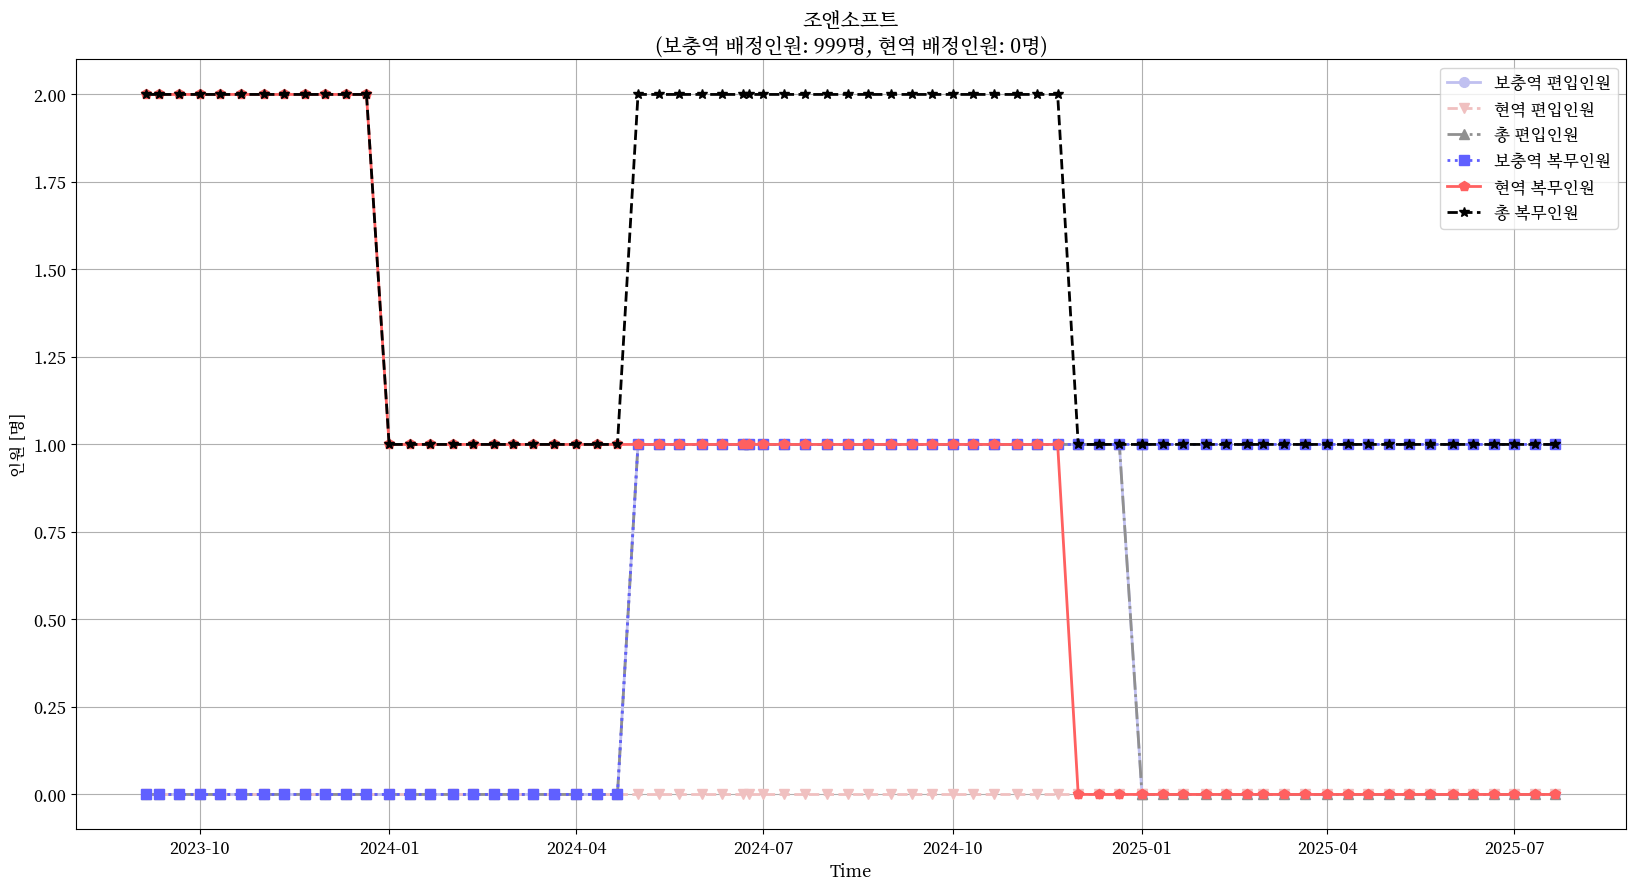 조앤소프트
(보충역 배정인원: 999명, 현역 배정인원: 0명)
보충역 편입인원
현역 편입인원
총 편입인원
보충역 복무인원
현역 복무인원
총 복무인원
인원 [명]
2.00
1.75
1.50
1.25
1.00
0.75
0.50
0.25
0.00
2023-10 2024-01 2024-04 2024-07 2024-10 2025-01 2025-04 2025-07
Time